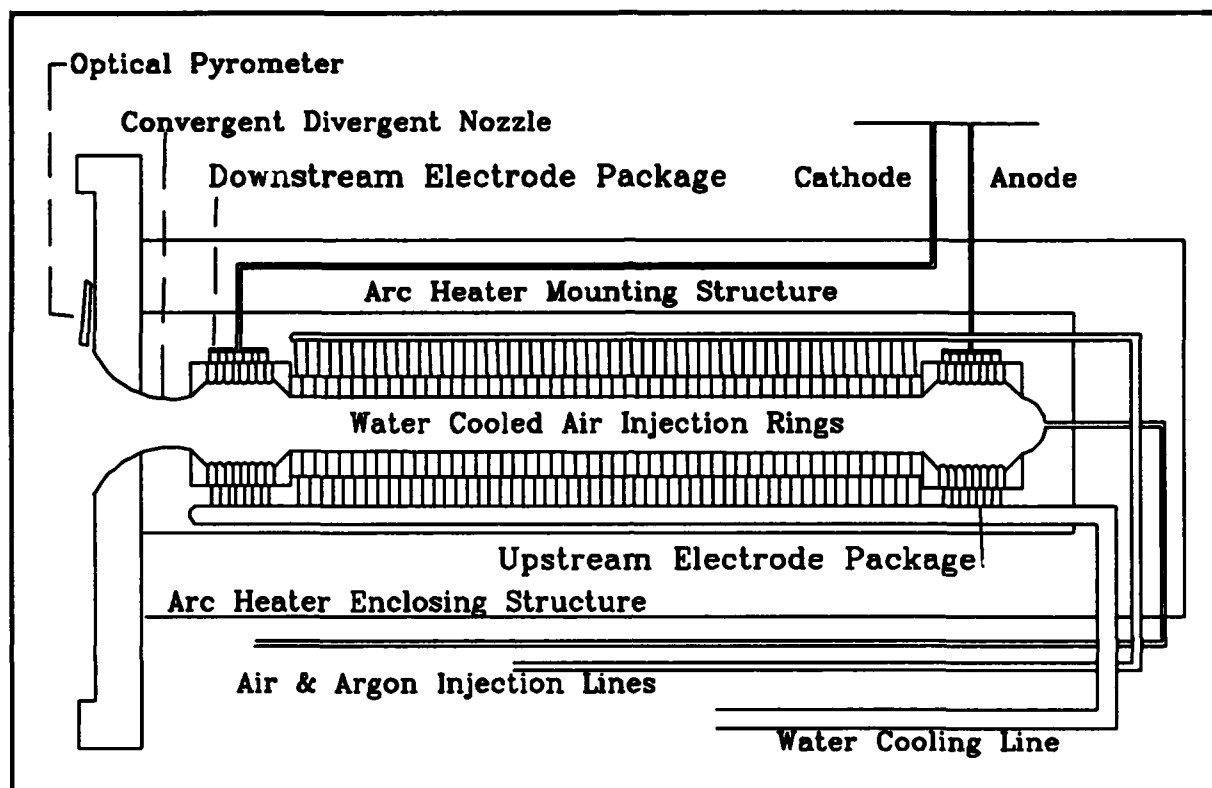 Optical Pyrometer
Convergent Divergent Nozzle
Downstream Electrode Package
Cathode
Anode
Arc Heater Mounting Structure
Water Cooled Air Injection Rings
Upstream Electrode Package
Arc Heater Enclosing Structure
Air & Argon Injection Lines
Water Cooling Line